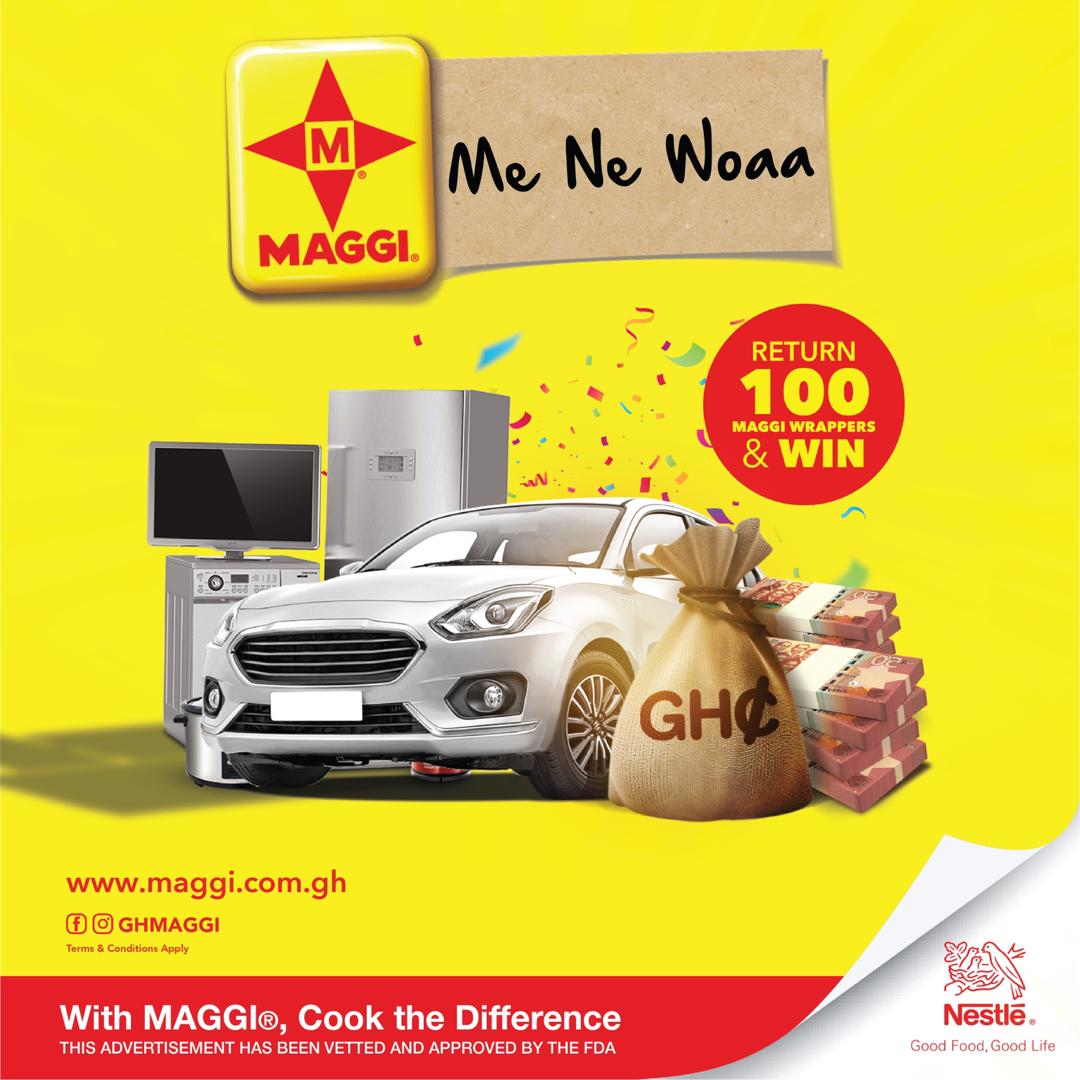 M
MAGGI®
Me Ne Woaa
RETURN
100
MAGGI WRAPPERS
& WIN
GH₵
www.maggi.com.gh
GHMAGGI
Terms & Conditions Apply
With MAGGI®, Cook the Difference
THIS ADVERTISEMENT HAS BEEN VETTED AND APPROVED BY THE FDA
Nestlé®
Good Food, Good Life